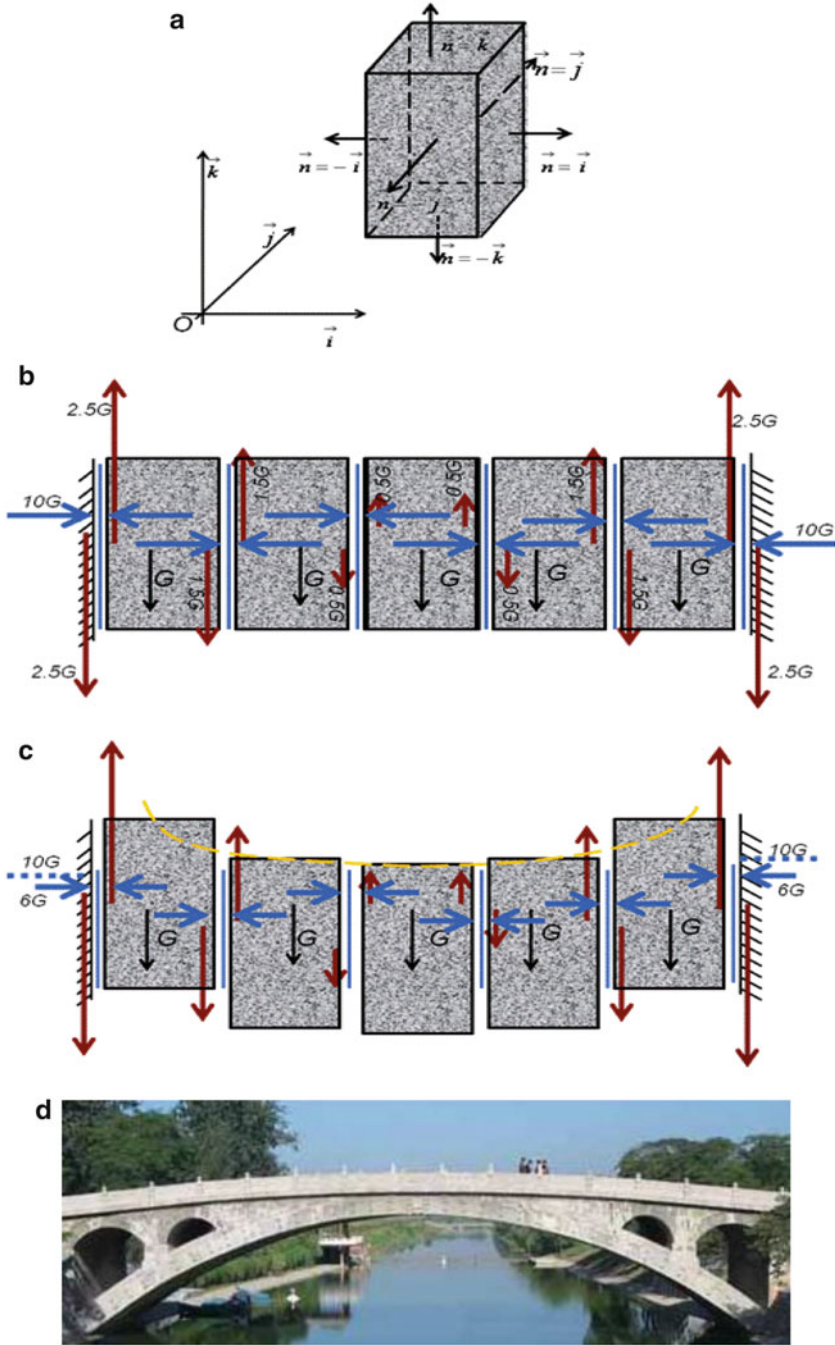 a
n⃗ = k⃗
n⃗ = j⃗
n⃗ = −i⃗
n⃗ = i⃗
k⃗
n j
j⃗
n⃗ = −k⃗
O
i⃗
b
2.5G 2.5G
1.5G 0.5G 0.5G 1.5G
10G 10G
G G G G G
1.5G 0.5G 0.5G 1.5G
2.5G 2.5G
c
10G 10G
6G 6G
G G G G G
d